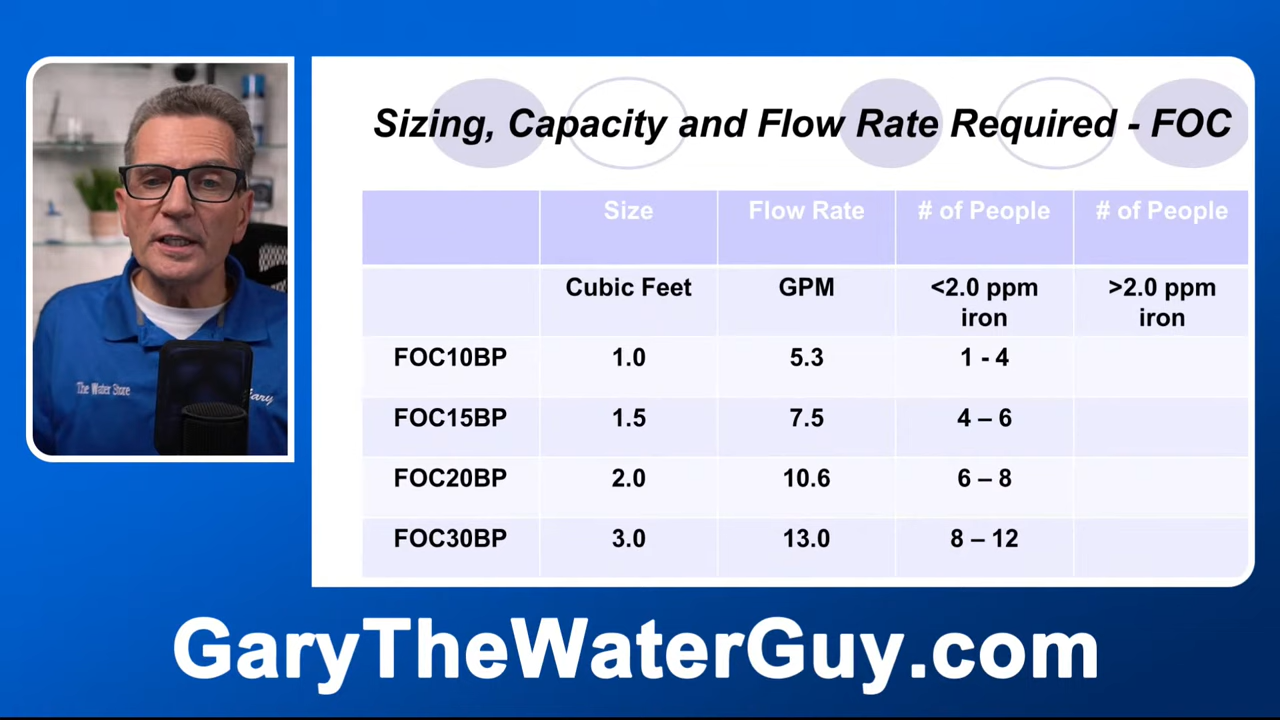 Sizing, Capacity and Flow Rate Required - FOC
Size Flow Rate # of People # of People
Cubic Feet GPM <2.0 ppm iron >2.0 ppm iron
FOC10BP 1.0 5.3 1 - 4
FOC15BP 1.5 7.5 4 – 6
FOC20BP 2.0 10.6 6 – 8
FOC30BP 3.0 13.0 8 – 12
The Water Store
Gary
GaryTheWaterGuy.com